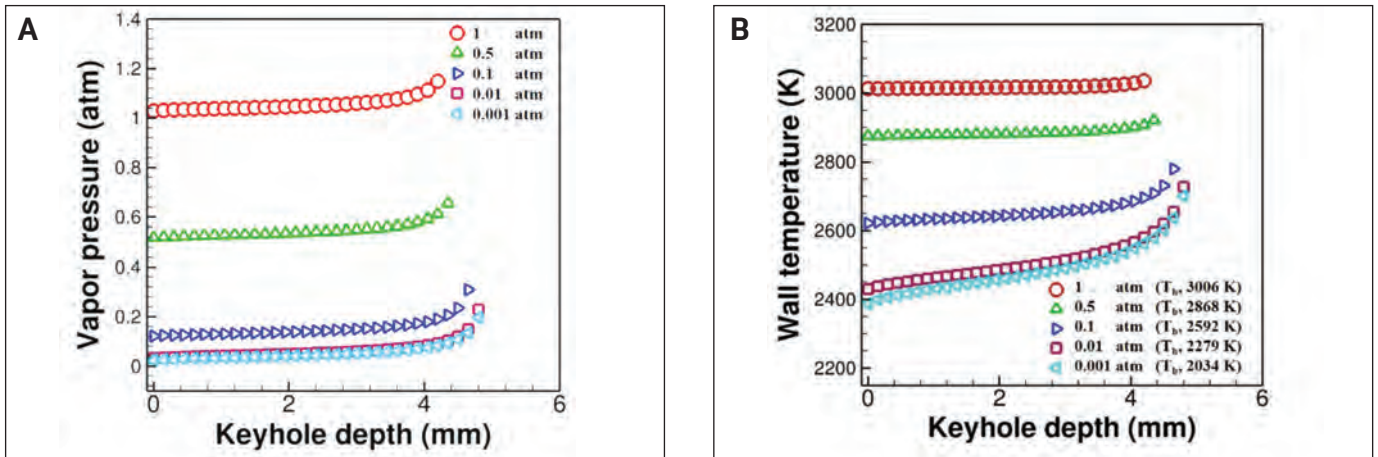 A
Vapor pressure (atm)
1.4
1.2
1
0.8
0.6
0.4
0.2
0
1 atm
0.5 atm
0.1 atm
0.01 atm
0.001 atm
0 2 4 6
Keyhole depth (mm)
B
Wall temperature (K)
3200
3000
2800
2600
2400
2200
1 atm (Tb, 3006 K)
0.5 atm (Tb, 2868 K)
0.1 atm (Tb, 2592 K)
0.01 atm (Tb, 2279 K)
0.001 atm (Tb, 2034 K)
0 2 4 6
Keyhole depth (mm)